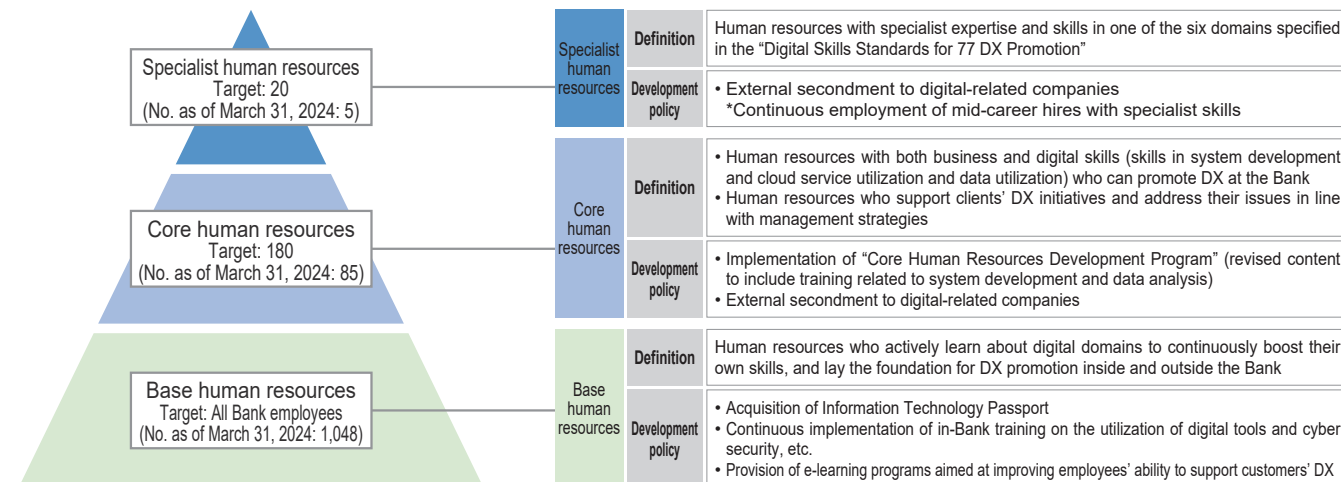 Specialist human resources
Target: 20
(No. as of March 31, 2024: 5)
Core human resources
Target: 180
(No. as of March 31, 2024: 85)
Base human resources
Target: All Bank employees
(No. as of March 31, 2024: 1,048)
Specialist
human
resources
Definition
Human resources with specialist expertise and skills in one of the six domains specified
in the “Digital Skills Standards for 77 DX Promotion”
Development
policy
• External secondment to digital-related companies
*Continuous employment of mid-career hires with specialist skills
Core
human
resources
Definition
• Human resources with both business and digital skills (skills in system development
and cloud service utilization and data utilization) who can promote DX at the Bank
• Human resources who support clients’ DX initiatives and address their issues in line
with management strategies
Development
policy
• Implementation of “Core Human Resources Development Program” (revised content
to include training related to system development and data analysis)
• External secondment to digital-related companies
Base
human
resources
Definition
Human resources who actively learn about digital domains to continuously boost their
own skills, and lay the foundation for DX promotion inside and outside the Bank
Development
policy
• Acquisition of Information Technology Passport
• Continuous implementation of in-Bank training on the utilization of digital tools and cyber
security, etc.
• Provision of e-learning programs aimed at improving employees’ ability to support customers’ DX